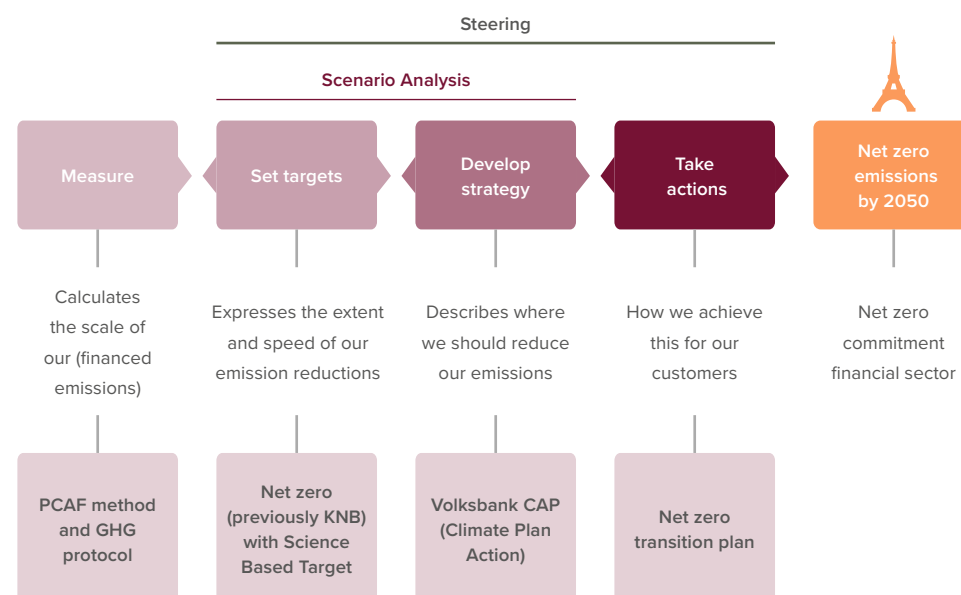 Steering
Scenario Analysis
Measure
Set targets
Develop
strategy
Take
actions
Net zero
emissions
by 2050
Calculates
the scale of
our (financed
emissions)
Expresses the extent
and speed of our
emission reductions
Describes where
we should reduce
our emissions
How we achieve
this for our
customers
Net zero
commitment
financial sector
PCAF method
and GHG
protocol
Net zero
(previously KNB)
with Science
Based Target
Volksbank CAP
(Climate Plan
Action)
Net zero
transition plan